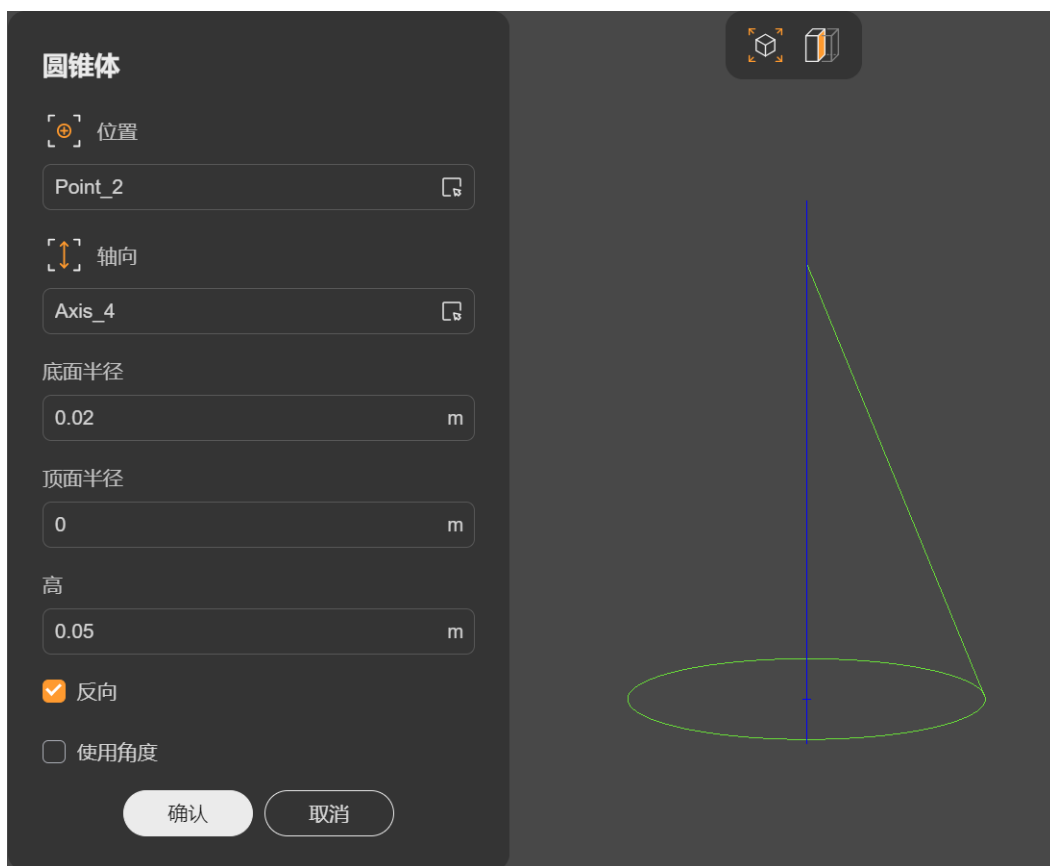 圆锥体
位置
Point_2
轴向
Axis_4
底面半径
0.02 m
顶面半径
0 m
高
0.05 m
反向
使用角度
确认 取消